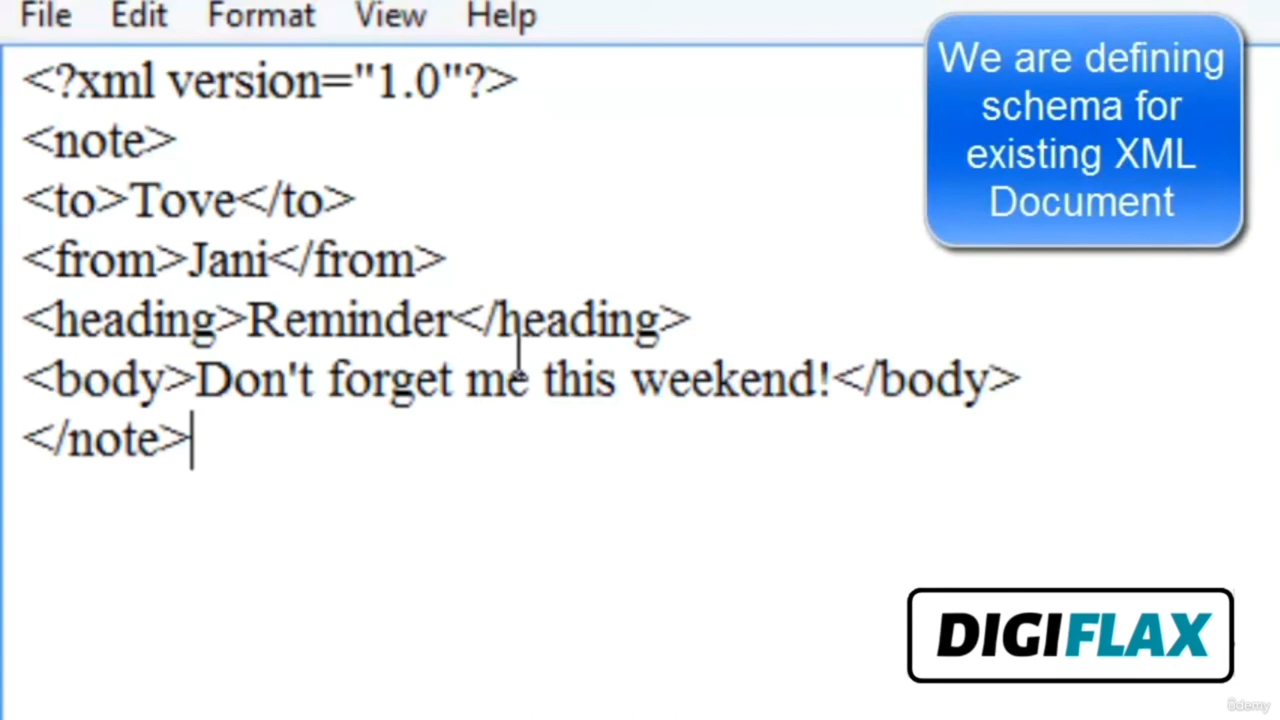 File Edit Format View Help
<?xml version="1.0"?>
<note>
<to>Tove</to>
<from>Jani</from>
<heading>Reminder</heading>
<body>Don't forget me this weekend!</body>
</note>
We are defining
schema for
existing XML
Document
DIGIFLAX
ûdemy